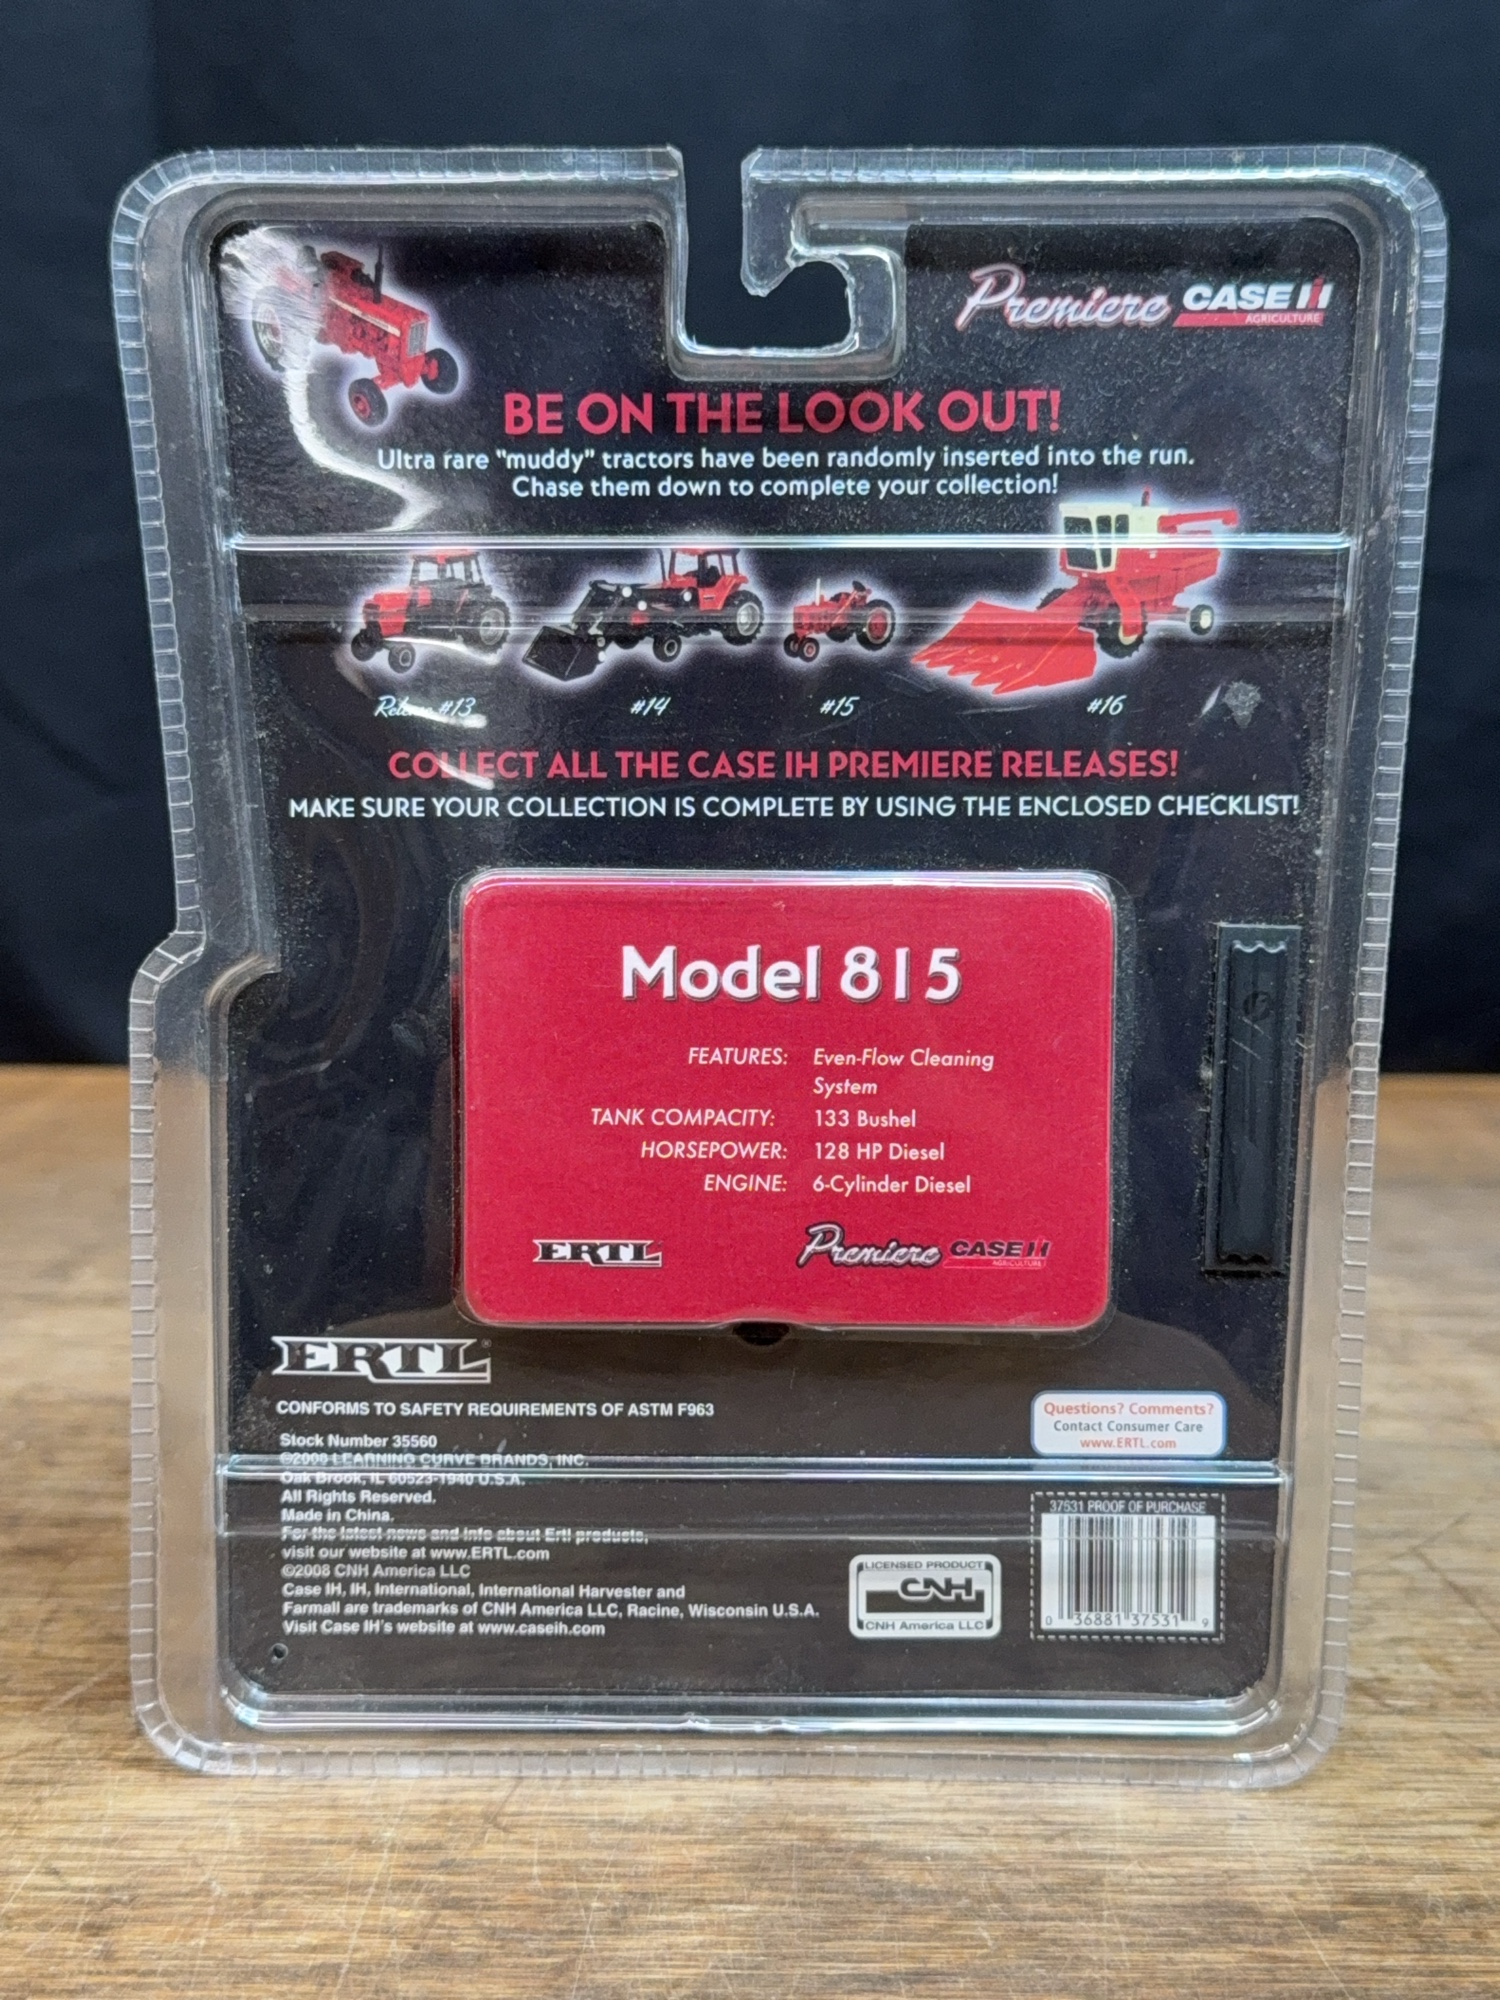 Premiere CASE IH
AGRICULTURE
BE ON THE LOOK OUT!
Ultra rare "muddy" tractors have been randomly inserted into the run.
Chase them down to complete your collection!
Release #13
#14
#15
#16
COLLECT ALL THE CASE IH PREMIERE RELEASES!
MAKE SURE YOUR COLLECTION IS COMPLETE BY USING THE ENCLOSED CHECKLIST!
Model 815
FEATURES: Even-Flow Cleaning
System
TANK COMPACITY: 133 Bushel
HORSEPOWER: 128 HP Diesel
ENGINE: 6-Cylinder Diesel
ERTL Premiere CASE IH
AGRICULTURE
ERTL®
CONFORMS TO SAFETY REQUIREMENTS OF ASTM F963
Stock Number 35560
©2008 LEARNING CURVE BRANDS, INC.
Oak Brook, IL 60523-1940 U.S.A.
All Rights Reserved.
Made in China.
For the latest news and info about Ertl products,
visit our website at www.ERTL.com
©2008 CNH America LLC
Case IH, IH, International, International Harvester and
Farmall are trademarks of CNH America LLC, Racine, Wisconsin U.S.A.
Visit Case IH's website at www.caseih.com
LICENSED PRODUCT
CNH
CNH America LLC
Questions? Comments?
Contact Consumer Care
www.ERTL.com
37531 PROOF OF PURCHASE
0 36881 37531 9